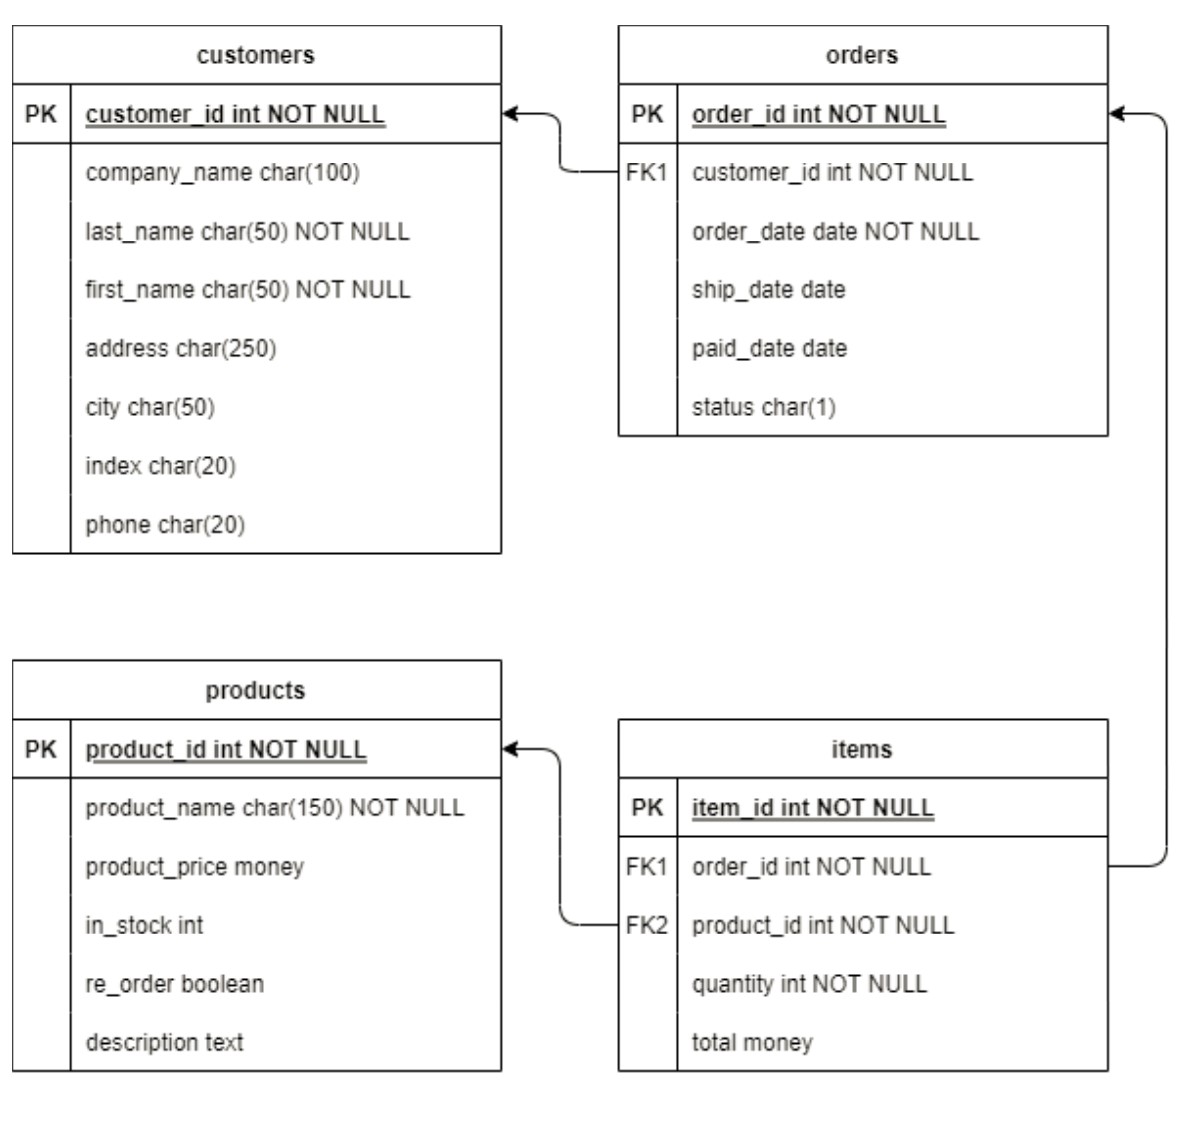 customers
PK customer_id int NOT NULL
company_name char(100)
last_name char(50) NOT NULL
first_name char(50) NOT NULL
address char(250)
city char(50)
index char(20)
phone char(20)
orders
PK order_id int NOT NULL
FK1 customer_id int NOT NULL
order_date date NOT NULL
ship_date date
paid_date date
status char(1)
products
PK product_id int NOT NULL
product_name char(150) NOT NULL
product_price money
in_stock int
re_order boolean
description text
items
PK item_id int NOT NULL
FK1 order_id int NOT NULL
FK2 product_id int NOT NULL
quantity int NOT NULL
total money